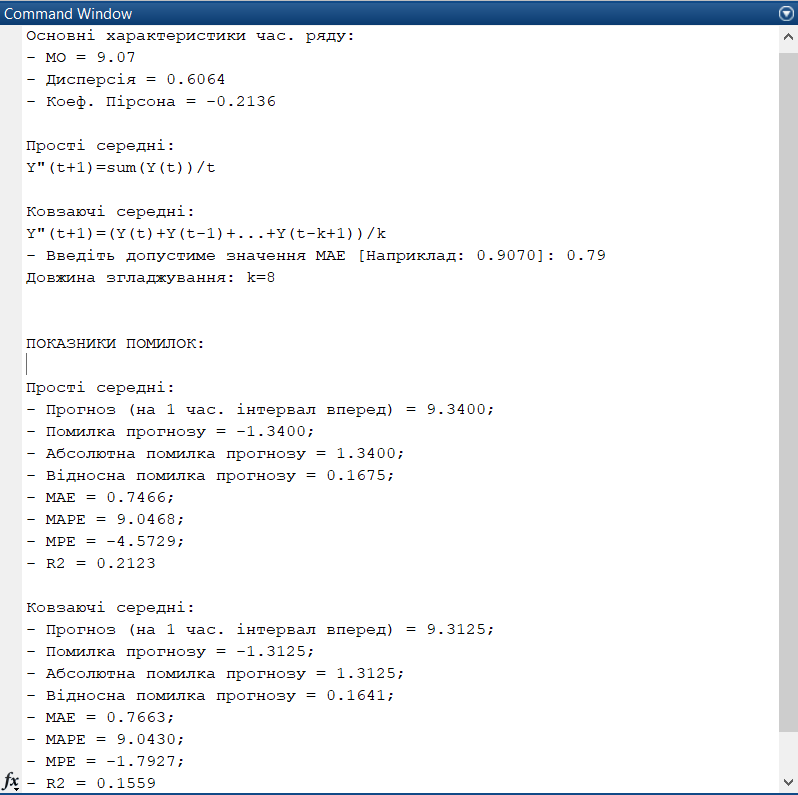 Command Window
Основні характеристики час. ряду:
- МО = 9.07
- Дисперсія = 0.6064
- Коеф. Пірсона = -0.2136
Прості середні:
Y"(t+1)=sum(Y(t))/t
Ковзаючі середні:
Y"(t+1)=(Y(t)+Y(t-1)+...+Y(t-k+1))/k
- Введіть допустиме значення MAE [Наприклад: 0.9070]: 0.79
Довжина згладжування: k=8
ПОКАЗНИКИ ПОМИЛОК:
Прості середні:
- Прогноз (на 1 час. інтервал вперед) = 9.3400;
- Помилка прогнозу = -1.3400;
- Абсолютна помилка прогнозу = 1.3400;
- Відносна помилка прогнозу = 0.1675;
- MAE = 0.7466;
- MAPE = 9.0468;
- MPE = -4.5729;
- R2 = 0.2123
Ковзаючі середні:
- Прогноз (на 1 час. інтервал вперед) = 9.3125;
- Помилка прогнозу = -1.3125;
- Абсолютна помилка прогнозу = 1.3125;
- Відносна помилка прогнозу = 0.1641;
- MAE = 0.7663;
- MAPE = 9.0430;
- MPE = -1.7927;
fx - R2 = 0.1559